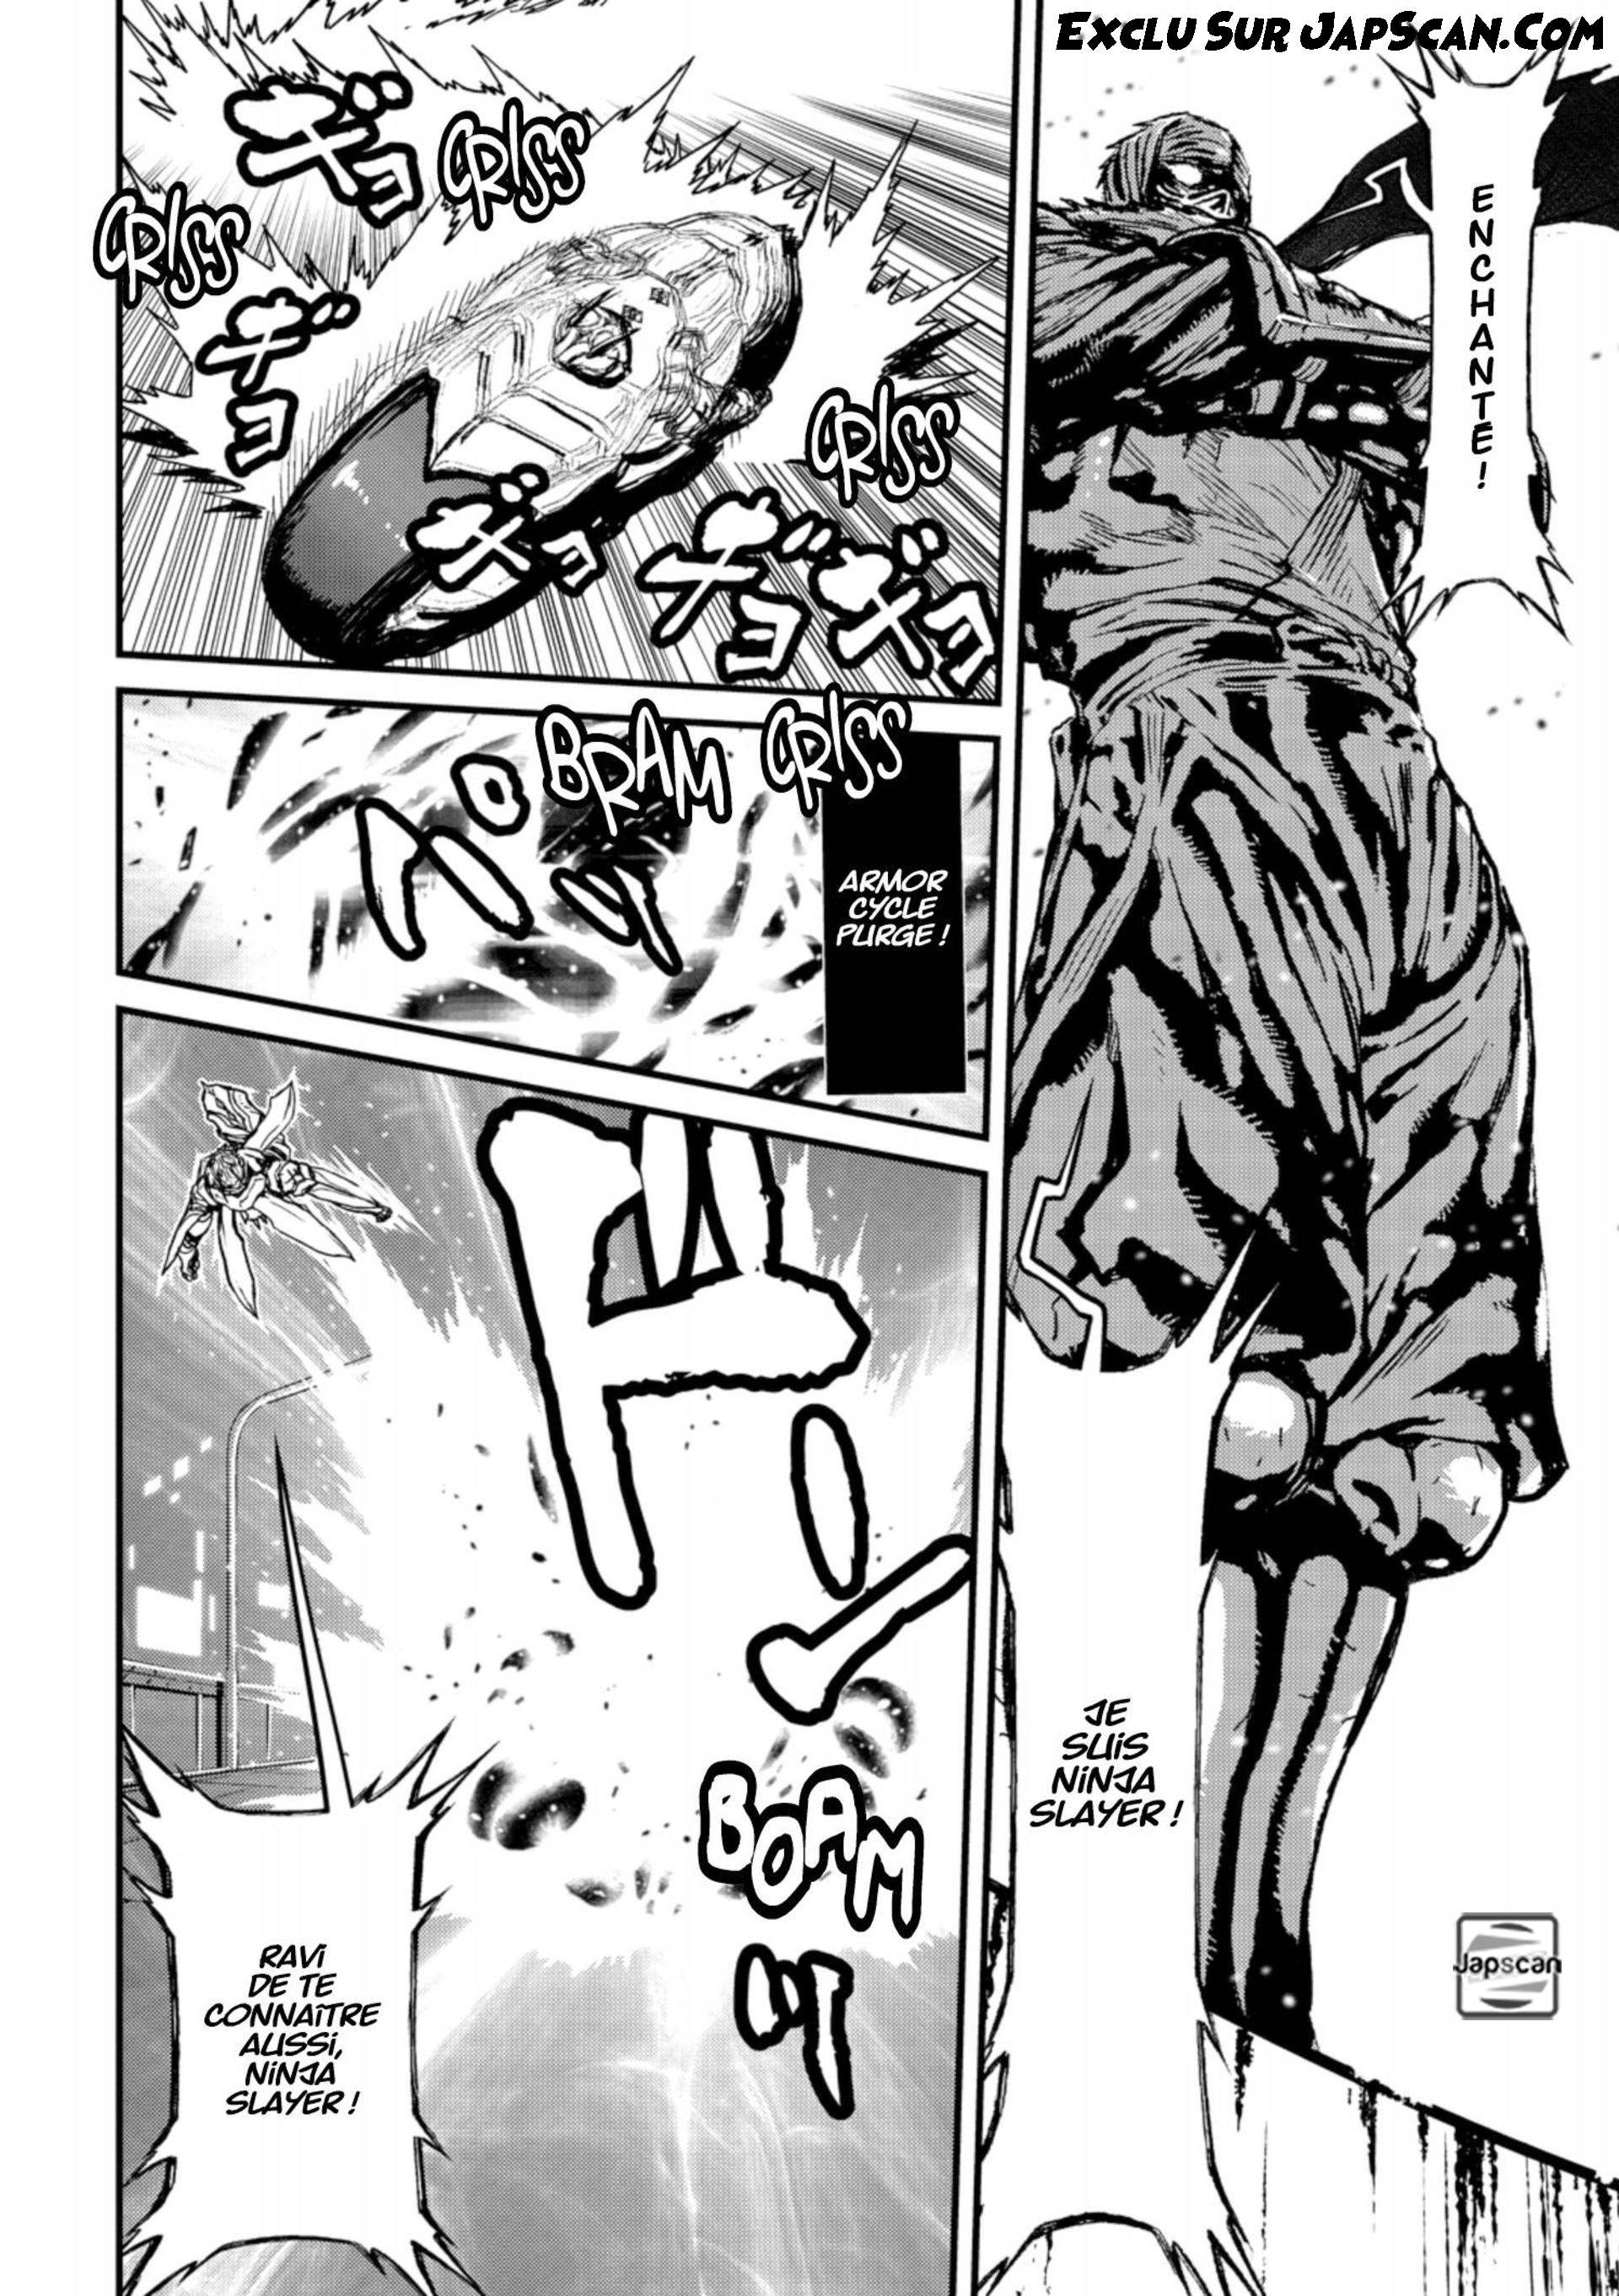 EXCLU SUR JAPSCAN.COM
ENCHANTÉ !
JE
SUIS
NINJA
SLAYER !
Japscan
ギョ
CRISS
CRISS
ギョ
CRISS
ギョ
ギョ
ギョ
BRAM
CRISS
バッ
ARMOR
CYCLE
PURGE !
ドン
BOAM
ッ
RAVI
DE TE
CONNAÎTRE
AUSSI,
NINJA
SLAYER !